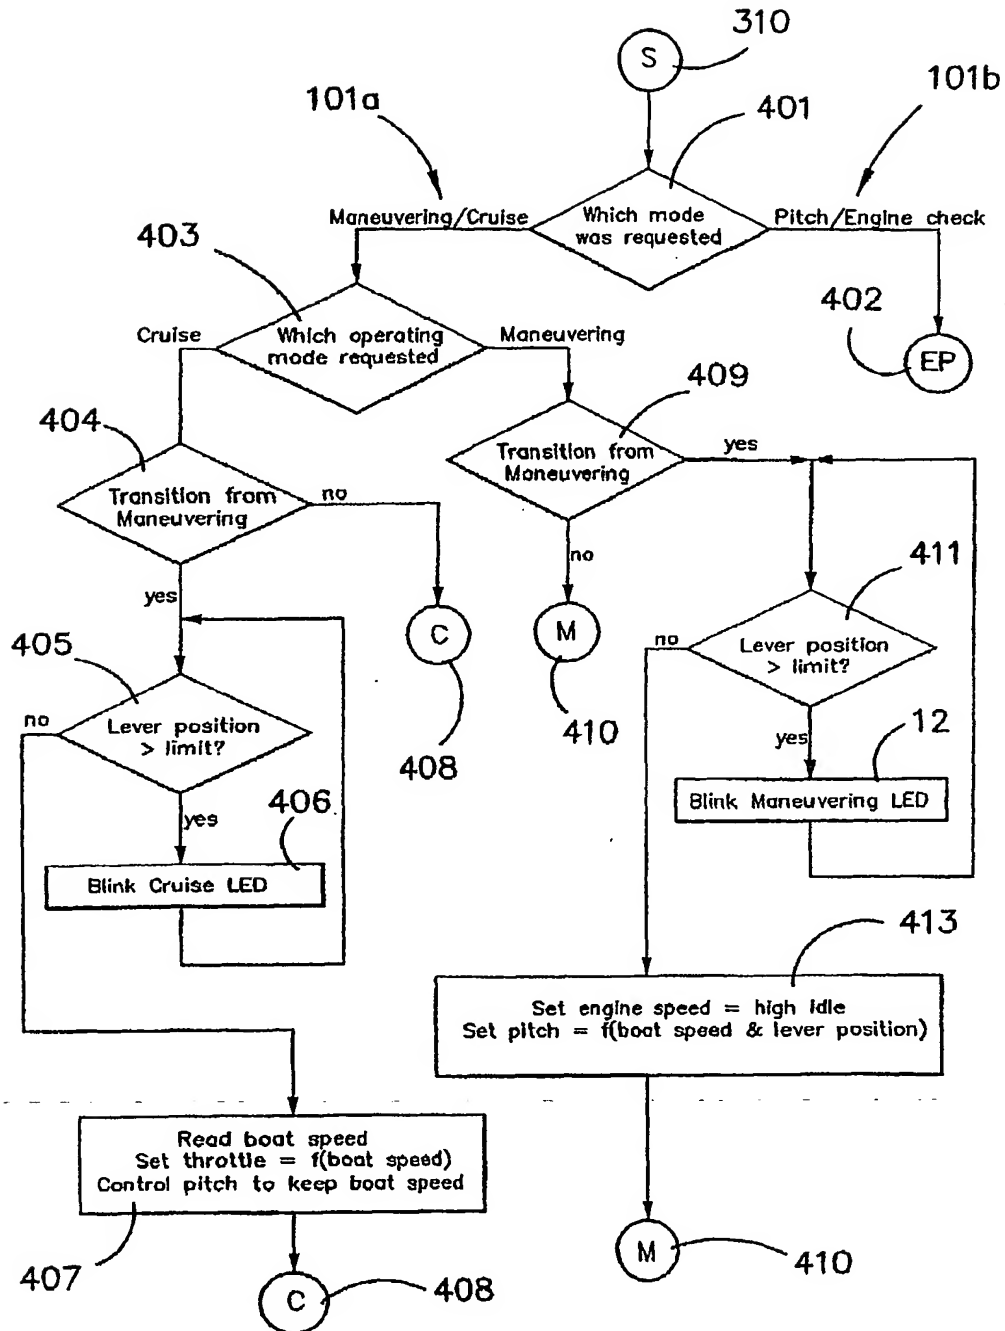 310
S
101a
101b
401
Maneuvering/Cruise
Which mode
was requested
Pitch/Engine check
403
402
EP
Cruise
Which operating
mode requested
Maneuvering
409
404
Transition from
Maneuvering
yes
Transition from
Maneuvering
no
411
no
yes
C
M
no
Lever position
> limit?
405
410
408
no
Lever position
> limit?
yes
12
Blink Maneuvering LED
406
yes
Blink Cruise LED
413
Set engine speed = high idle
Set pitch = f(boat speed & lever position)
Read boat speed
Set throttle = f(boat speed)
Control pitch to keep boat speed
407
M
410
C
408